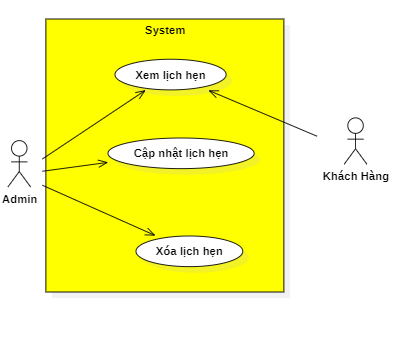 System
Xem lịch hẹn
Cập nhật lịch hẹn
Khách Hàng
Admin
Xóa lịch hẹn